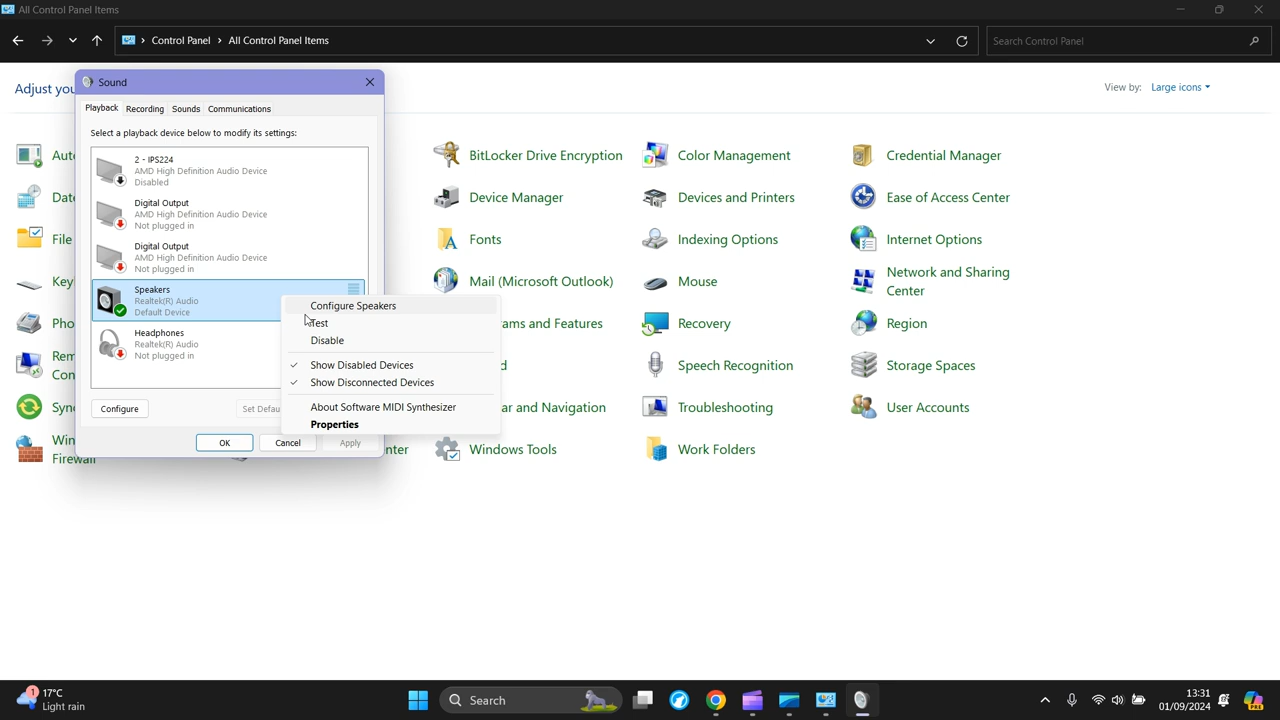 All Control Panel Items
Control Panel > All Control Panel Items
Search Control Panel
Adjust you
View by: Large icons
Sound
Playback Recording Sounds Communications
Select a playback device below to modify its settings:
2 - IPS224
AMD High Definition Audio Device
Disabled
Digital Output
AMD High Definition Audio Device
Not plugged in
Digital Output
AMD High Definition Audio Device
Not plugged in
Speakers
Realtek(R) Audio
Default Device
Headphones
Realtek(R) Audio
Not plugged in
Configure
Set Defau
OK
Cancel
Apply
Configure Speakers
Test
Disable
Show Disabled Devices
Show Disconnected Devices
About Software MIDI Synthesizer
Properties
Aut
BitLocker Drive Encryption
Color Management
Credential Manager
Dat
Device Manager
Devices and Printers
Ease of Access Center
File
Fonts
Indexing Options
Internet Options
Key
Mail (Microsoft Outlook)
Mouse
Network and Sharing
Center
Pho
ams and Features
Recovery
Region
Rem
Con
d
Speech Recognition
Storage Spaces
Sync
ar and Navigation
Troubleshooting
User Accounts
Win
Firewall
nter
Windows Tools
Work Folders
1
17°C
Light rain
Search
13:31
01/09/2024
PRE